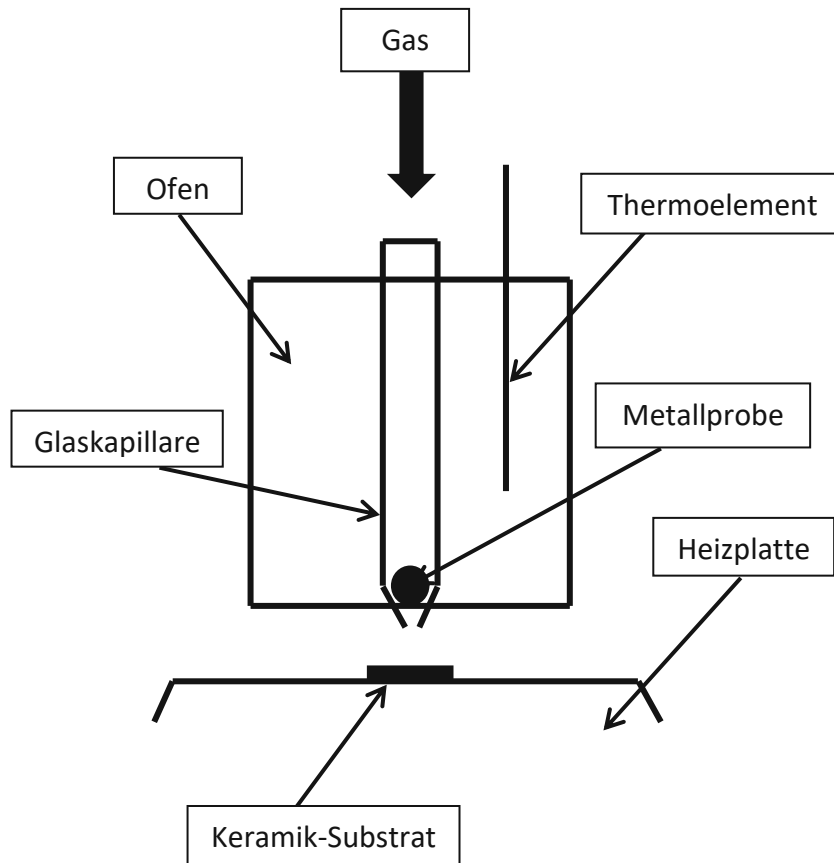 Gas
Ofen
Thermoelement
Metallprobe
Glaskapillare
Heizplatte
Keramik-Substrat